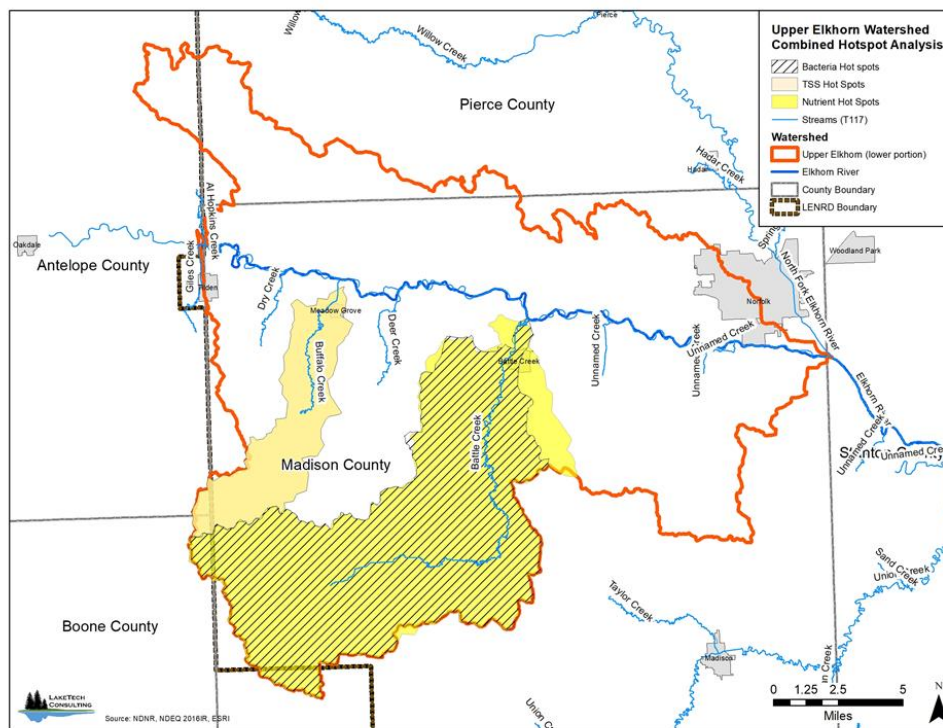 Upper Elkhorn Watershed
Combined Hotspot Analysis
Bacteria Hot spots
TSS Hot Spots
Nutrient Hot Spots
Streams (T117)
Watershed
Upper Elkhorn (lower portion)
Elkhorn River
County Boundary
LENRD Boundary
Willow Creek
Pierce
Willow Creek
Pierce County
Hadar Creek
Hadar
Al Hopkins Creek
Oakdale
Woodland Park
Antelope County
Giles Creek
Dry Creek
North Fork Elkhorn River
Norfolk
Meadow Grove
Deer Creek
Buffalo Creek
Unnamed Creek
Unnamed Creek
Unnamed Creek
Battle Creek
Elkhorn River
Battle Creek
Unnamed Creek
Unnamed Creek
Madison County
Sand Creek
Union Creek
Taylor Creek
Boone County
Madison
Union Creek
0 1.25 2.5 5
Miles
N
LAKETECH
CONSULTING
Source: NDNR, NDEQ 2016IR, ESRI